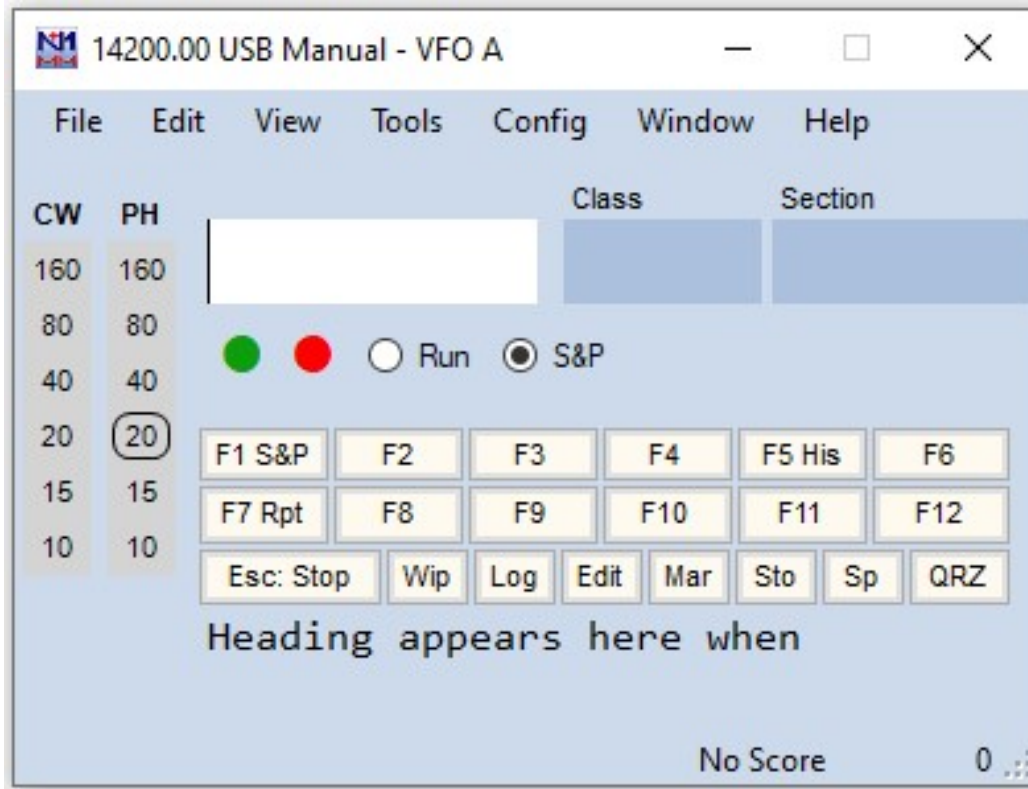 N1MM 14200.00 USB Manual - VFO A
File Edit View Tools Config Window Help
Class Section
CW PH
160 160
80 80
40 40
20 20
15 15
10 10
Run S&P
F1 S&P F2 F3 F4 F5 His F6
F7 Rpt F8 F9 F10 F11 F12
Esc: Stop Wip Log Edit Mar Sto Sp QRZ
Heading appears here when
No Score 0